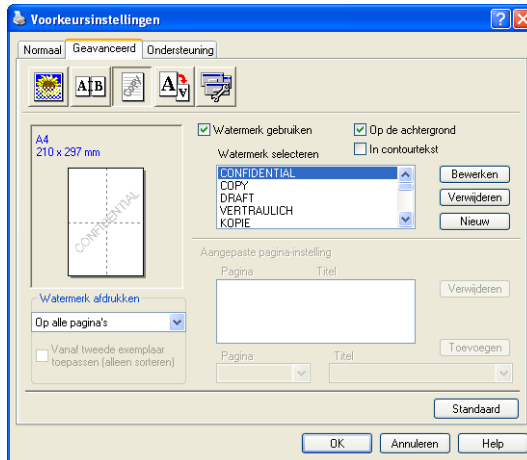 Voorkeursinstellingen
Normaal Geavanceerd Ondersteuning
A B COPY A A
A4
210 x 297 mm
CONFIDENTIAL
Watermerk afdrukken
Op alle pagina's
Vanaf tweede exemplaar
toepassen (alleen sorteren)
Watermerk gebruiken
Op de achtergrond
In contourtekst
Watermerk selecteren
CONFIDENTIAL
COPY
DRAFT
VERTRAULICH
KOPIE
Bewerken
Verwijderen
Nieuw
Aangepaste pagina-instelling
Pagina Titel
Verwijderen
Toevoegen
Pagina Titel
Standaard
OK Annuleren Help